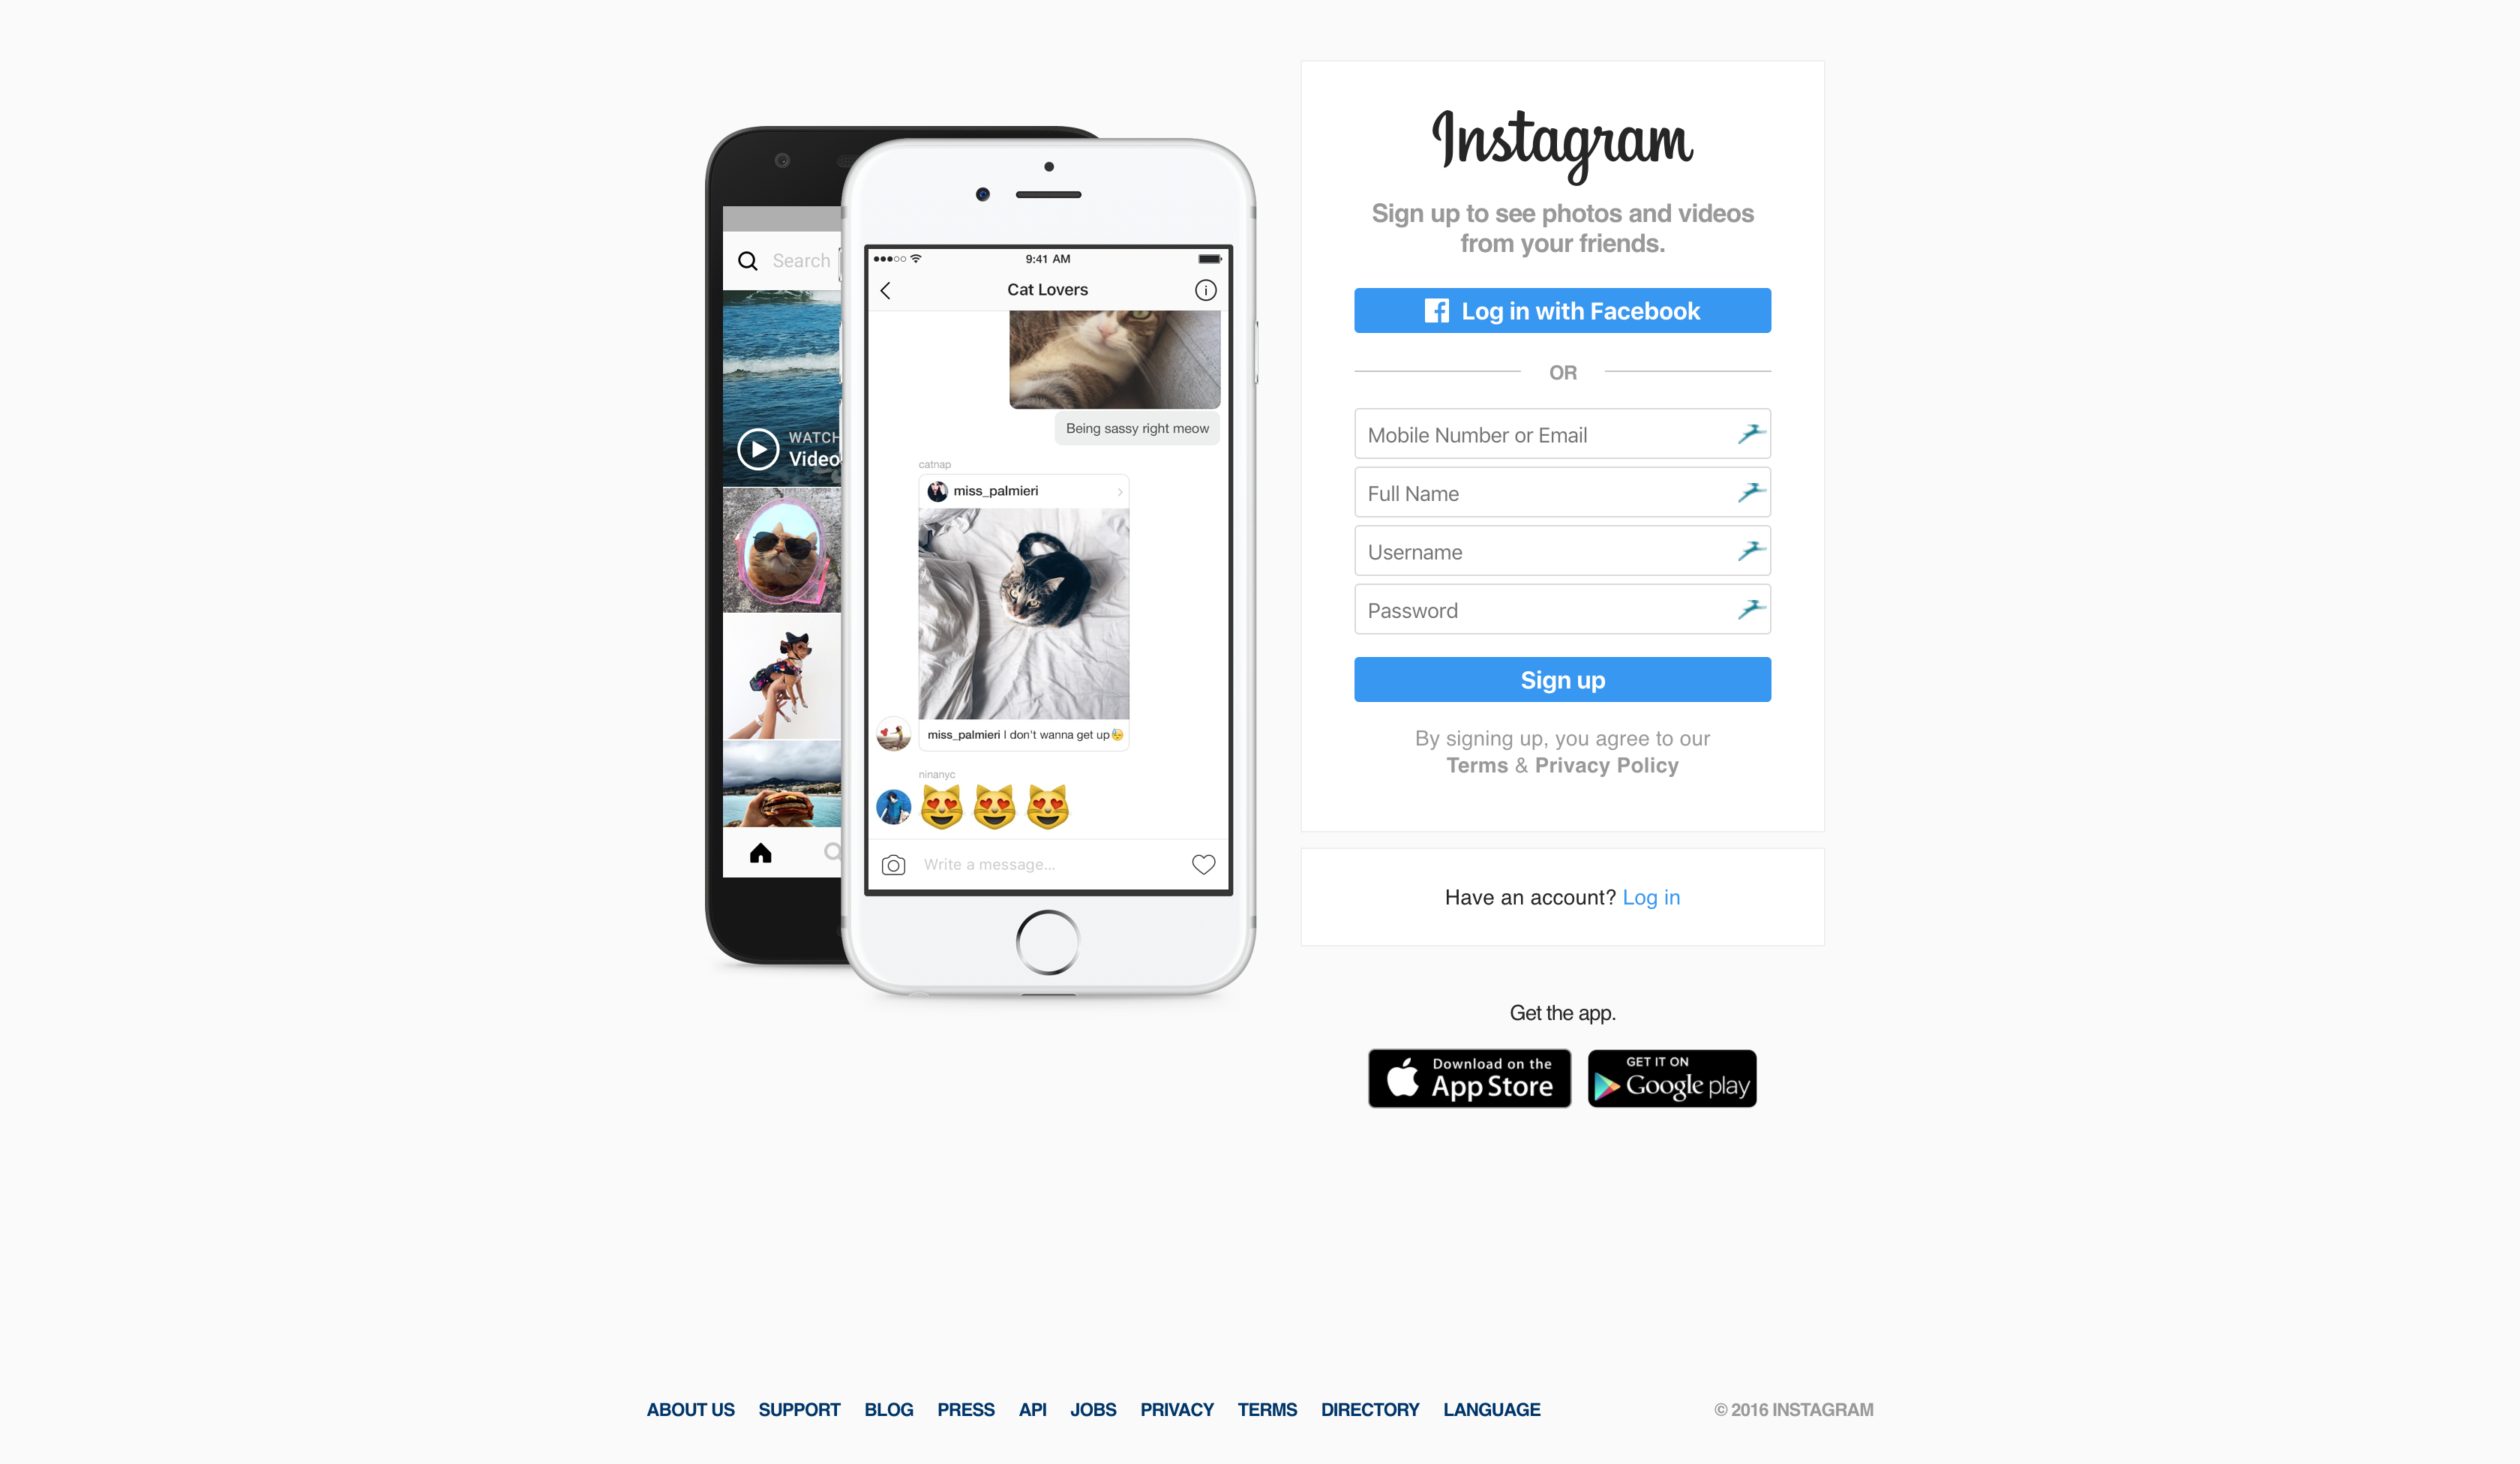 Search
WATCH
Video
9:41 AM
Cat Lovers
Being sassy right meow
catnap
miss_palmieri
miss_palmieri I don't wanna get up😓
ninanyc
😻 😻 😻
Write a message...
Instagram
Sign up to see photos and videos
from your friends.
Log in with Facebook
OR
Mobile Number or Email
Full Name
Username
Password
Sign up
By signing up, you agree to our
Terms & Privacy Policy
Have an account? Log in
Get the app.
Download on the
App Store
GET IT ON
Google play
ABOUT US SUPPORT BLOG PRESS API JOBS PRIVACY TERMS DIRECTORY LANGUAGE © 2016 INSTAGRAM